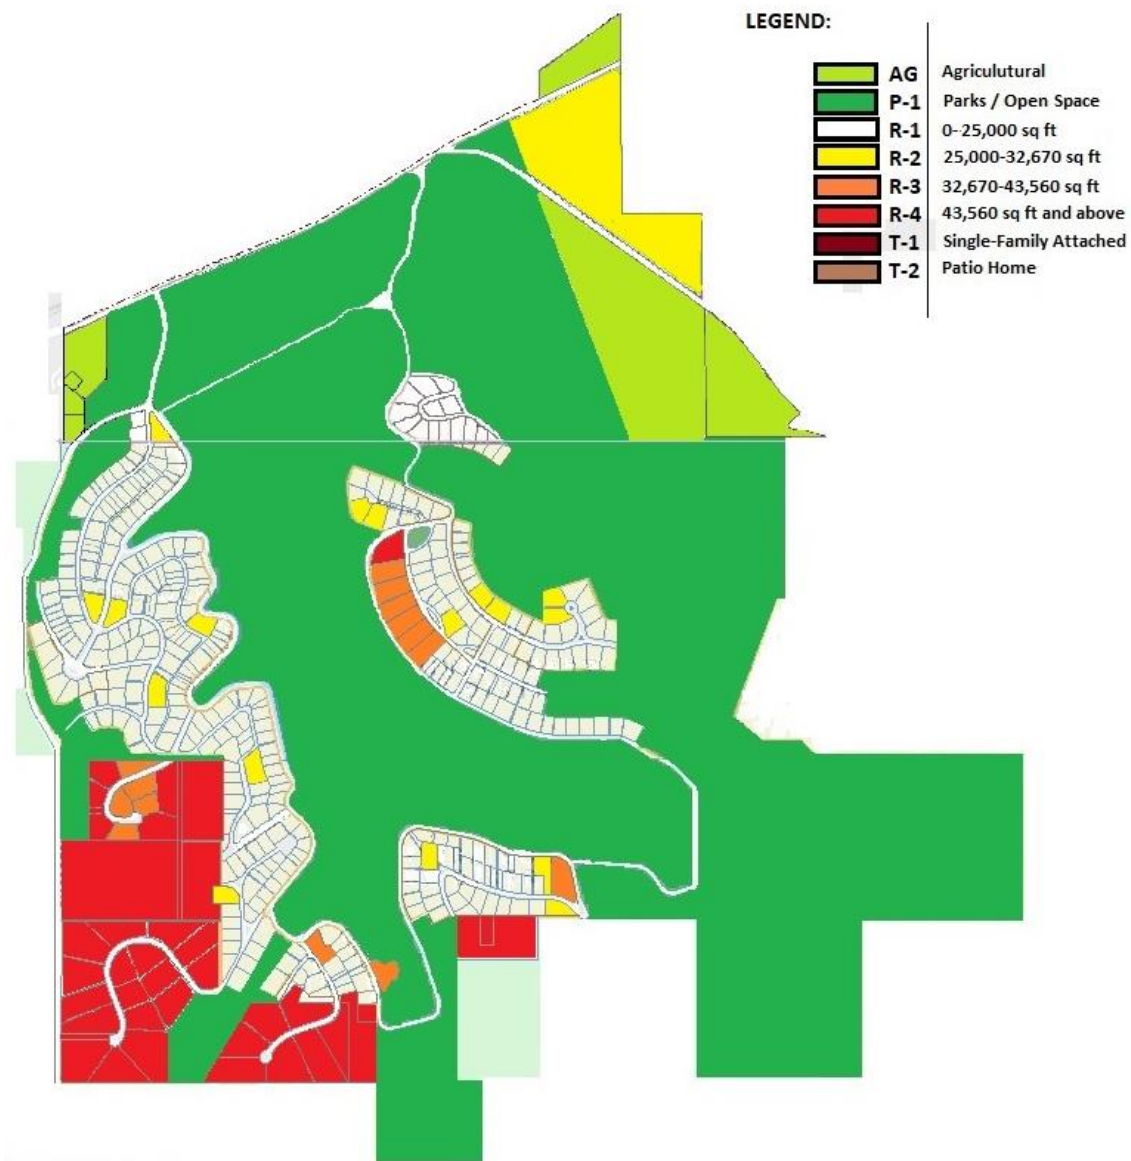 LEGEND:
AG Agriculutural
P-1 Parks / Open Space
R-1 0-25,000 sq ft
R-2 25,000-32,670 sq ft
R-3 32,670-43,560 sq ft
R-4 43,560 sq ft and above
T-1 Single-Family Attached
T-2 Patio Home